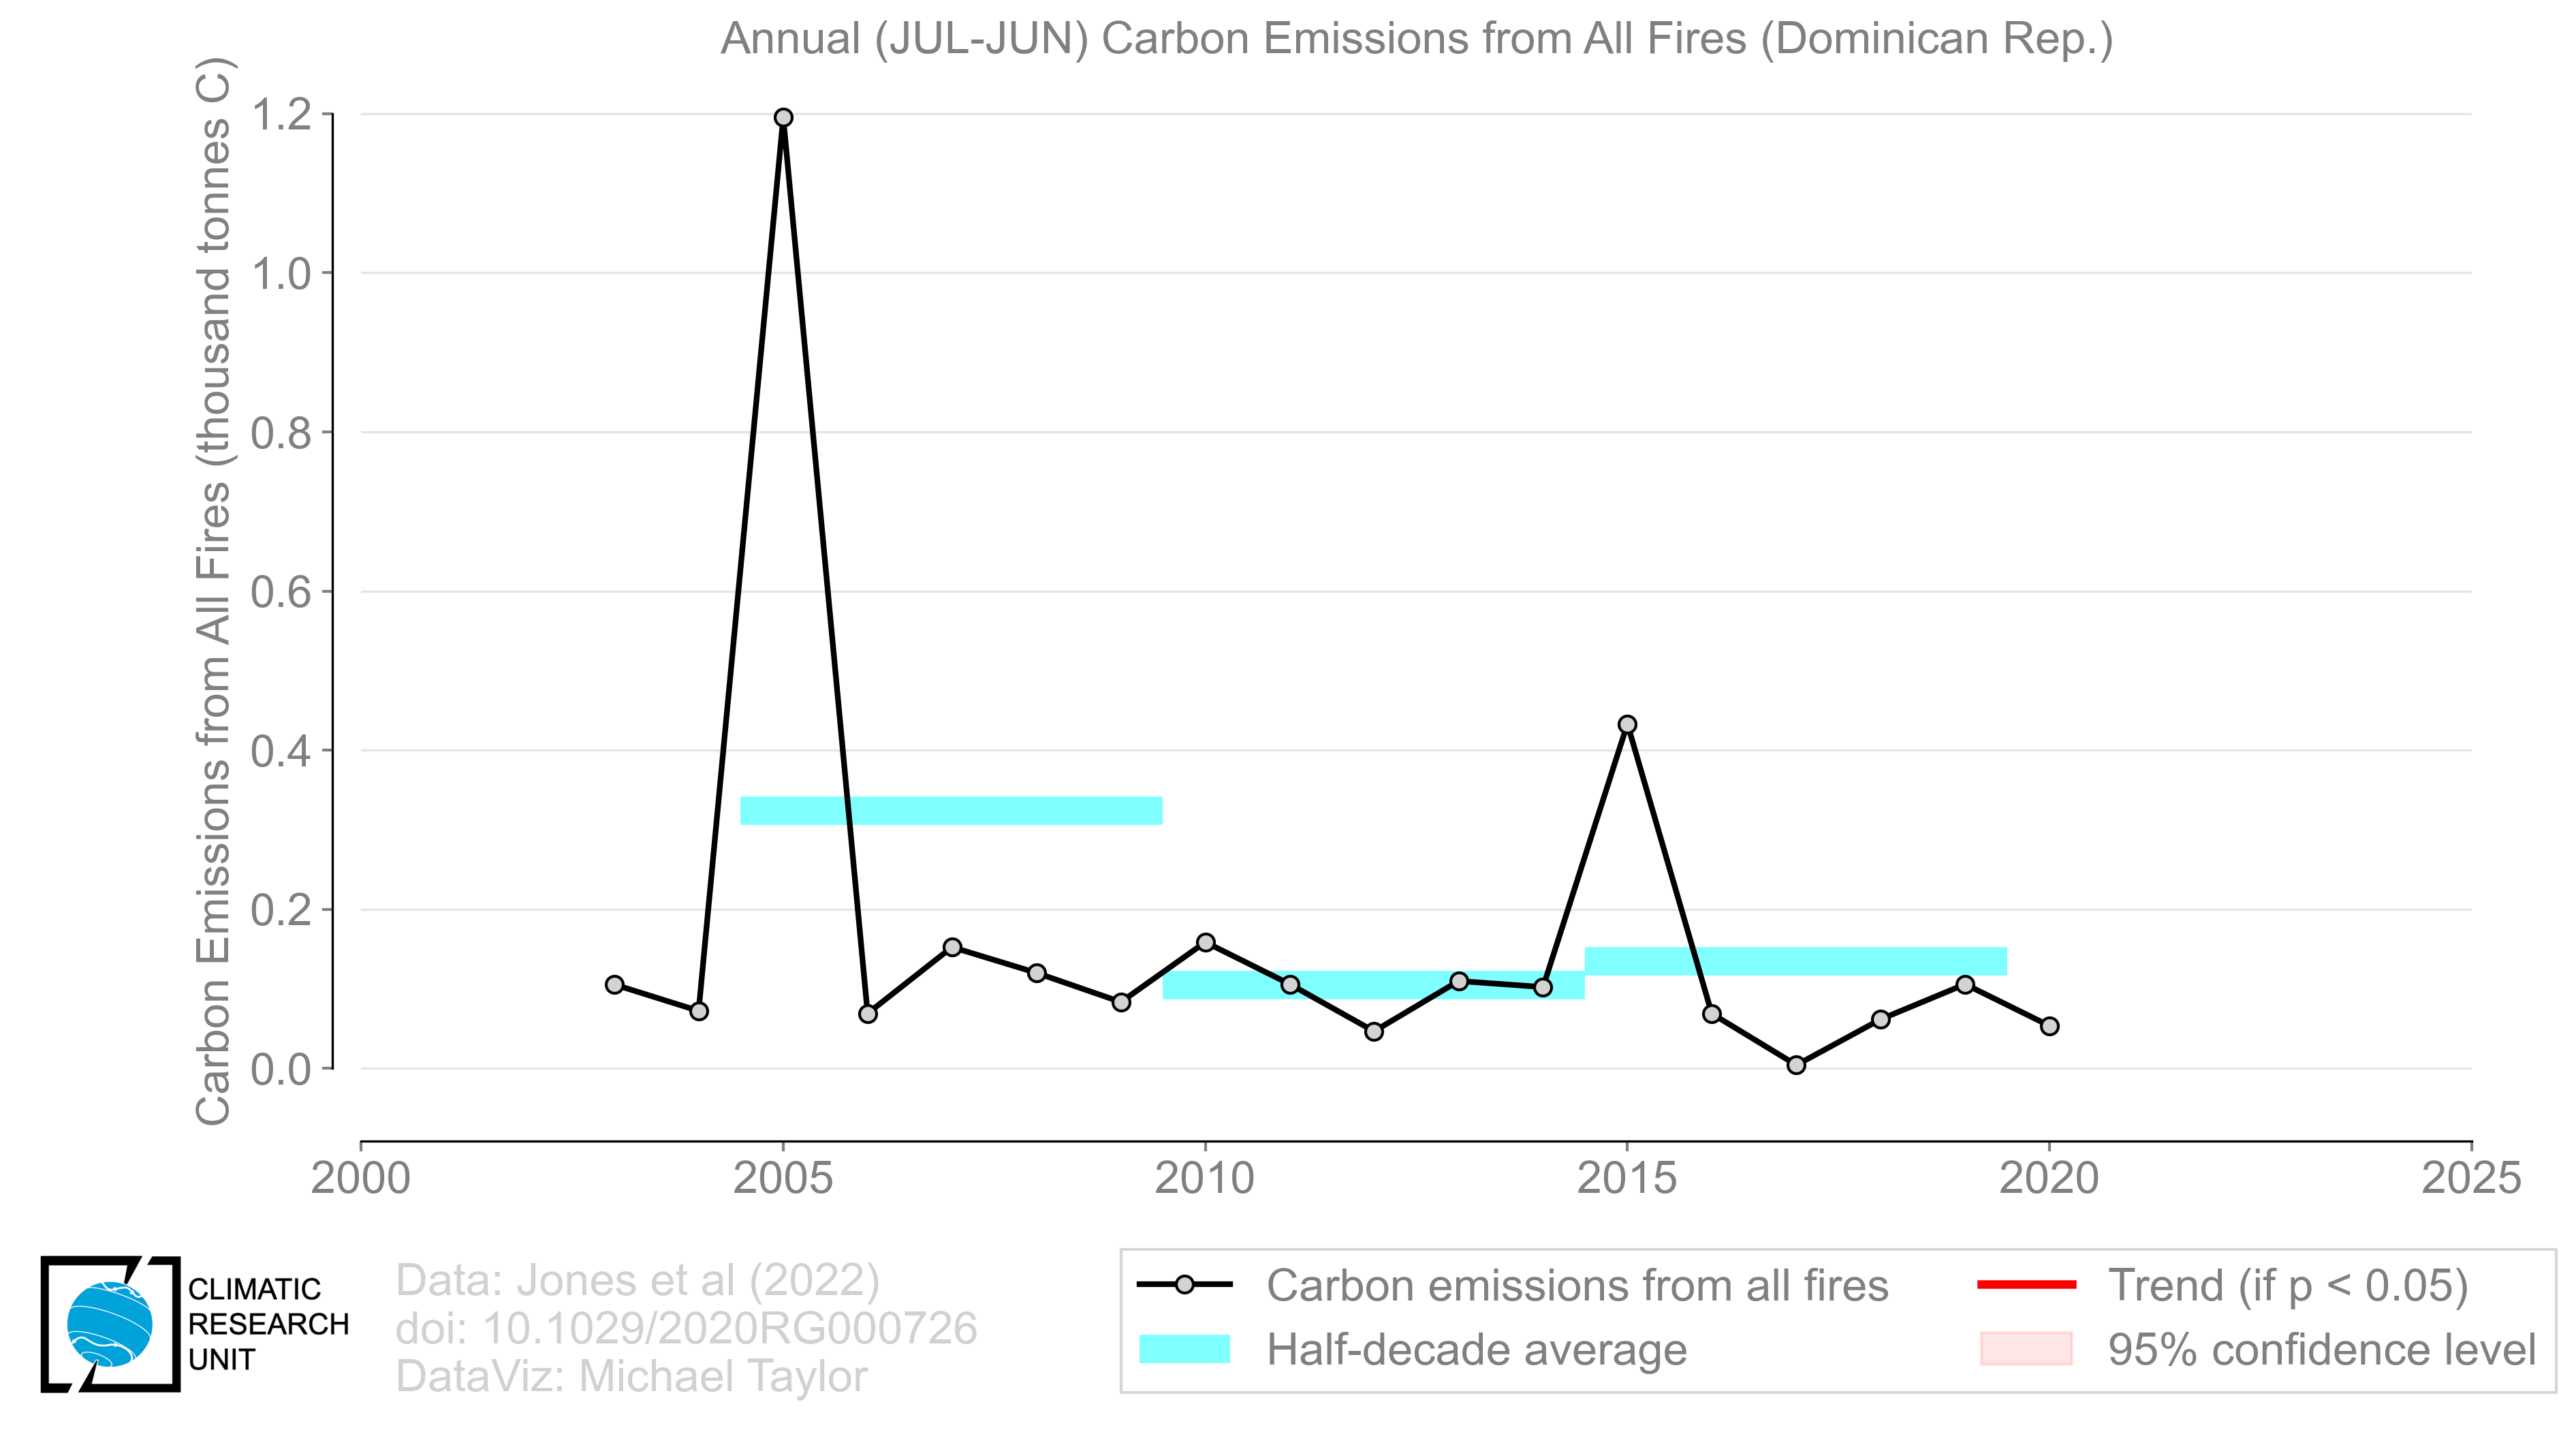 Annual (JUL-JUN) Carbon Emissions from All Fires (Dominican Rep.)
Carbon Emissions from All Fires (thousand tonnes C)
1.2
1.0
0.8
0.6
0.4
0.2
0.0
2000 2005 2010 2015 2020 2025
CLIMATIC
RESEARCH
UNIT
Data: Jones et al (2022)
doi: 10.1029/2020RG000726
DataViz: Michael Taylor
Carbon emissions from all fires
Half-decade average
Trend (if p < 0.05)
95% confidence level